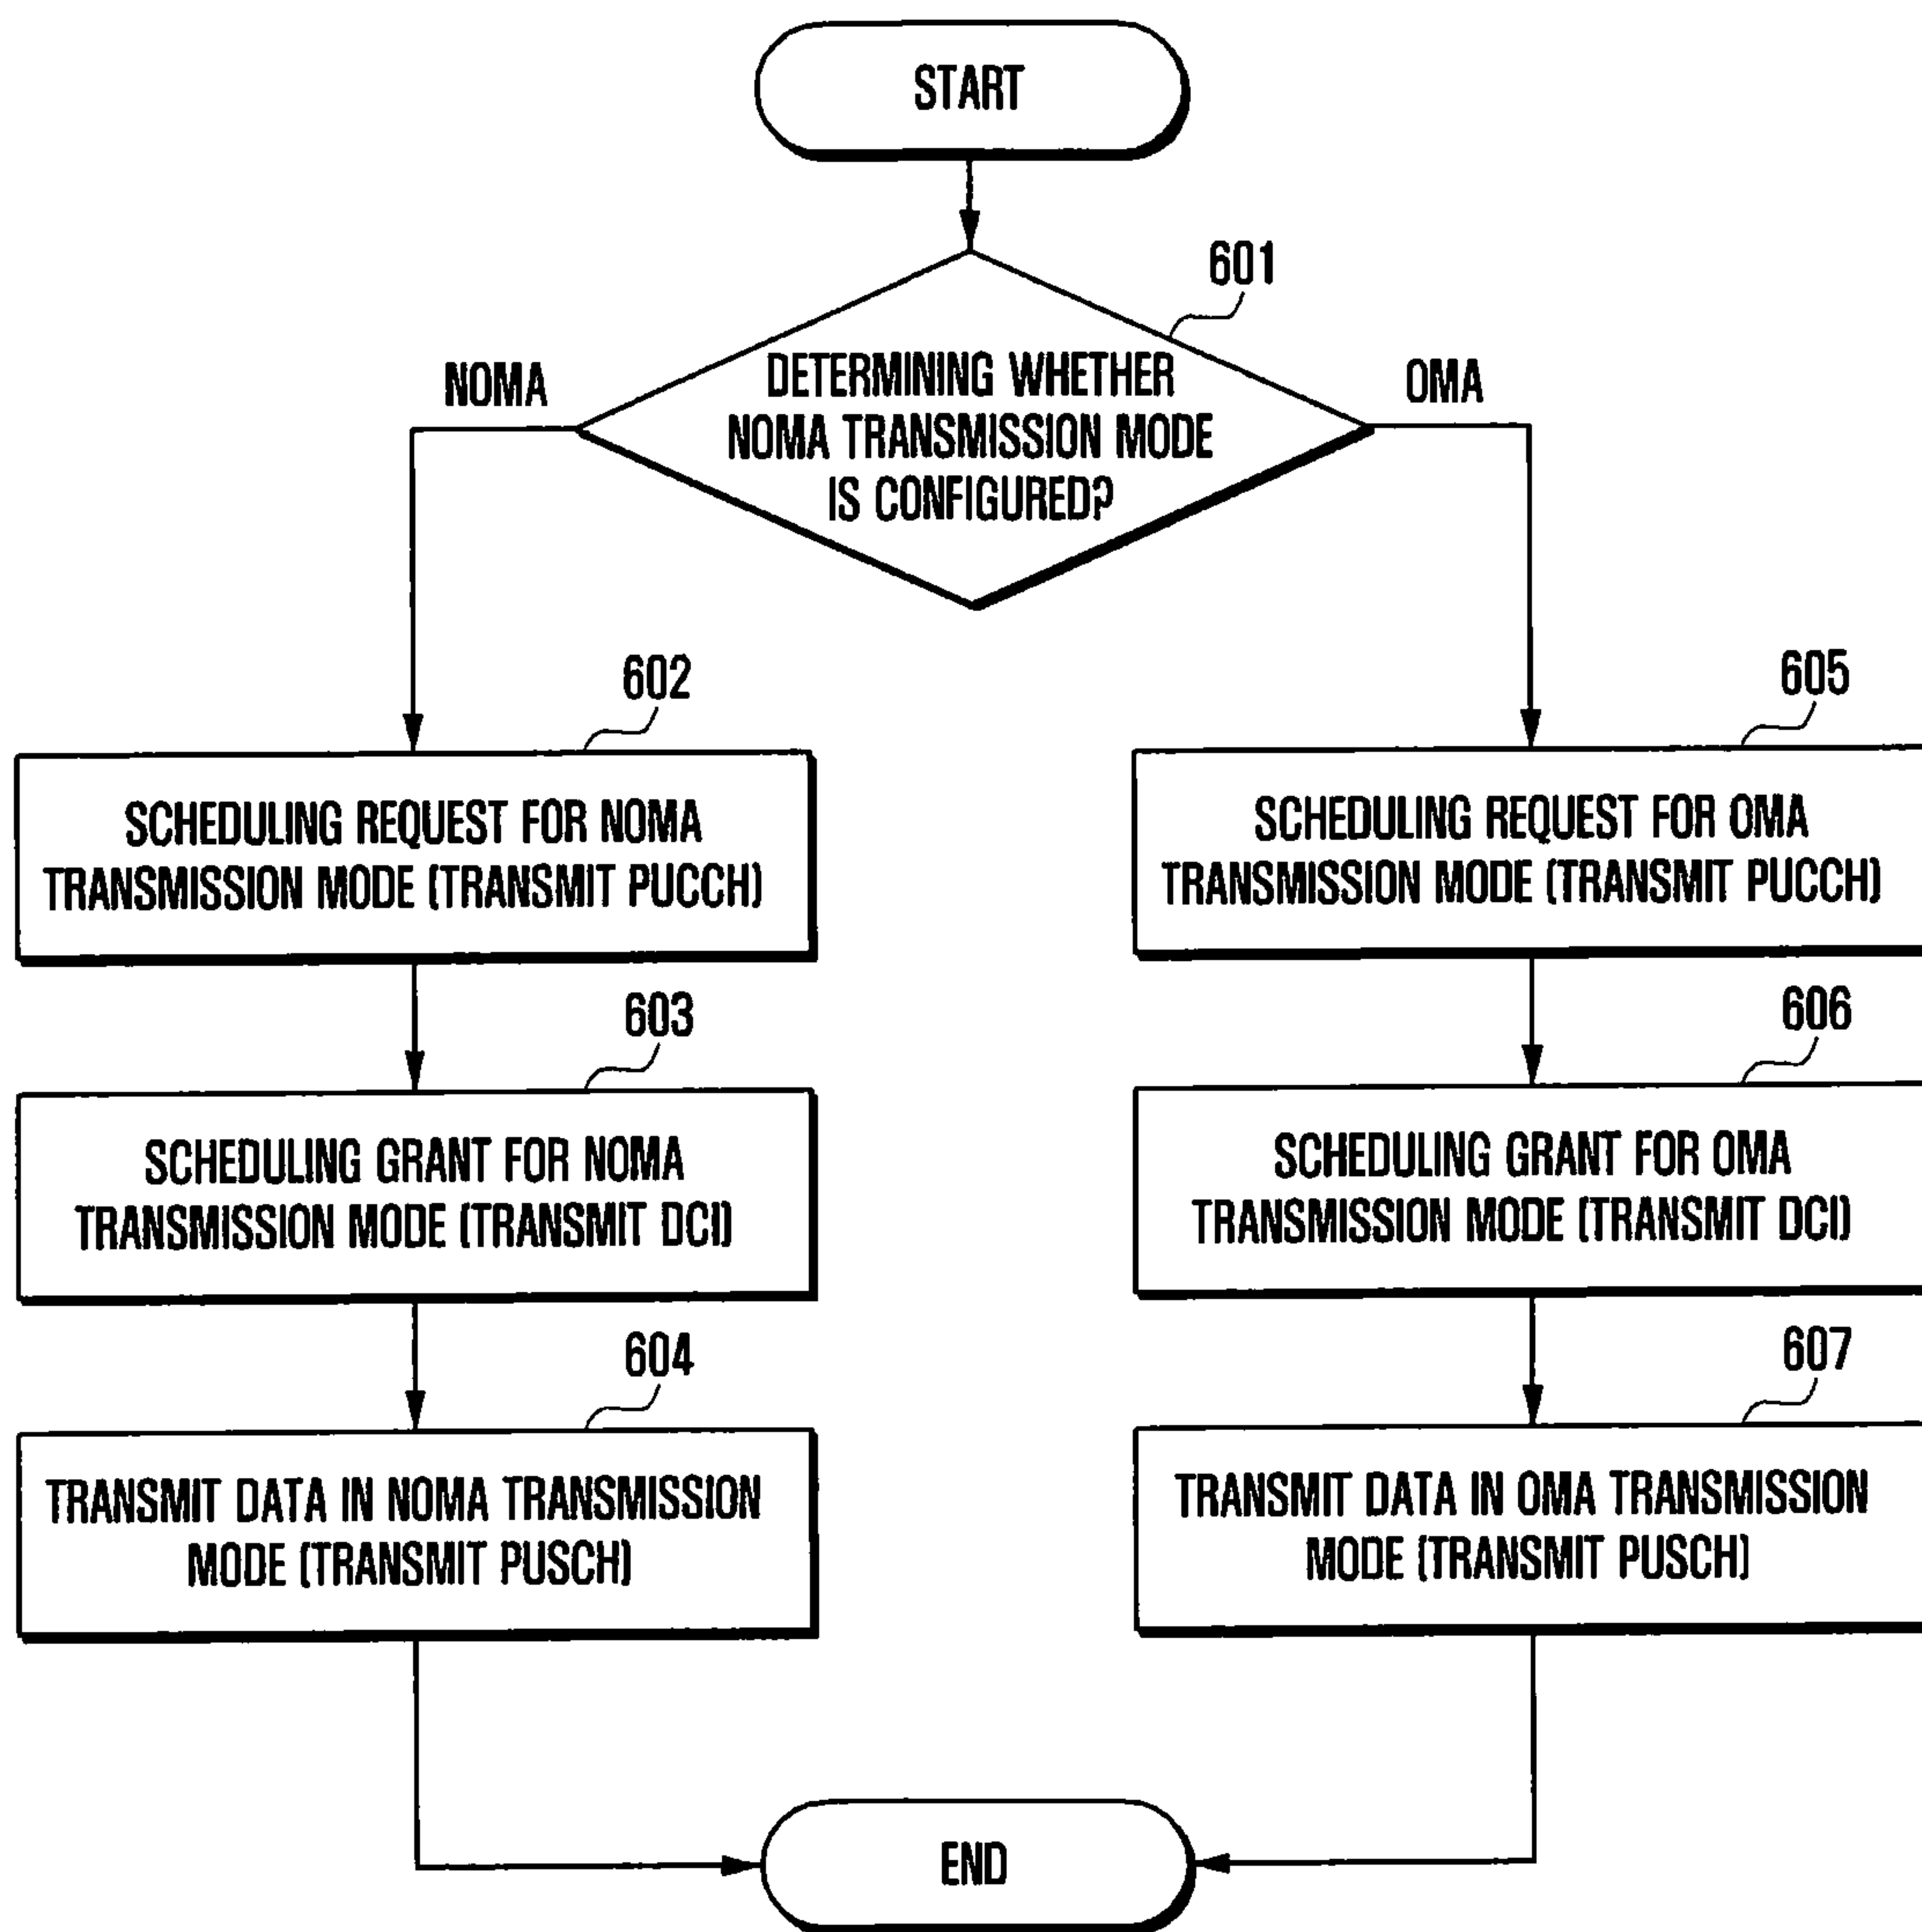 START
601
DETERMINING WHETHER
NOMA TRANSMISSION MODE
IS CONFIGURED?
NOMA
OMA
602
SCHEDULING REQUEST FOR NOMA
TRANSMISSION MODE (TRANSMIT PUCCH)
603
SCHEDULING GRANT FOR NOMA
TRANSMISSION MODE (TRANSMIT DCI)
604
TRANSMIT DATA IN NOMA TRANSMISSION
MODE (TRANSMIT PUSCH)
605
SCHEDULING REQUEST FOR OMA
TRANSMISSION MODE (TRANSMIT PUCCH)
606
SCHEDULING GRANT FOR OMA
TRANSMISSION MODE (TRANSMIT DCI)
607
TRANSMIT DATA IN OMA TRANSMISSION
MODE (TRANSMIT PUSCH)
END